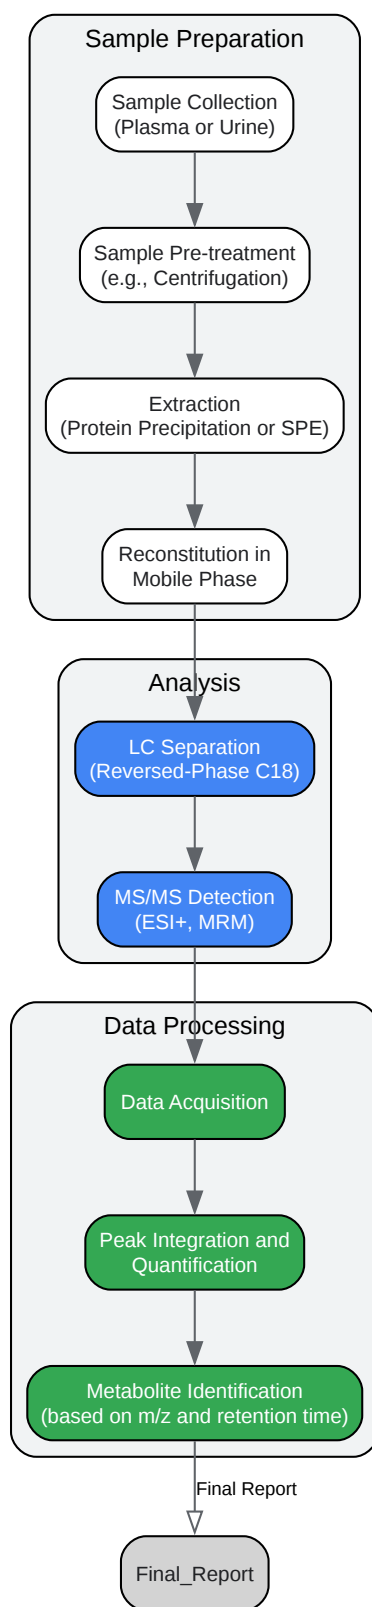 Sample Preparation
Sample Collection
(Plasma or Urine)
Sample Pre-treatment
(e.g., Centrifugation)
Extraction
(Protein Precipitation or SPE)
Reconstitution in
Mobile Phase
Analysis
LC Separation
(Reversed-Phase C18)
MS/MS Detection
(ESI+, MRM)
Data Processing
Data Acquisition
Peak Integration and
Quantification
Metabolite Identification
(based on m/z and retention time)
Final Report
Final_Report